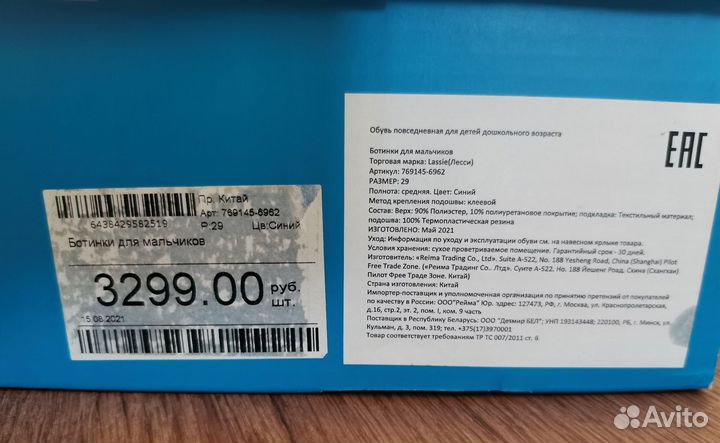 Пр. Китай
Арт: 769145-6962
6438429582519
Р:29 Цв:Синий
Ботинки для мальчиков
3299.00 руб.
шт.
15.08.2021
Обувь повседневная для детей дошкольного возраста
EAC
Ботинки для мальчиков
Торговая марка: Lassie(Лесси)
Артикул: 769145-6962
РАЗМЕР: 29
Полнота: средняя. Цвет: Синий
Метод крепления подошвы: клеевой
Состав: Верх: 90% Полиэстер, 10% полиуретановое покрытие; подкладка: Текстильный материал;
подошва: 100% Термопластическая резина
Изготовлено: Май 2021
Уход: Информация по уходу и эксплуатации обуви см. на навесном ярлыке товара.
Условия хранения: сухое проветриваемое помещение. Гарантийный срок - 30 дней.
Изготовитель: «Reima Trading Co., Ltd». Suite A-522, No. 188 Yesheng Road, China (Shanghai) Pilot
Free Trade Zone. («Реима Традинг Со., Лтд». Суите А-522, Но. 188 Йешенг Роад, Схина (Схангхаи)
Пилот Фрее Траде Зоне. Китай)
Страна изготовления: Китай
Импортер-поставщик и уполномоченная организация по принятию претензий от покупателей
по качеству в России: ООО"Рейма" Юр. адрес: 127473, РФ, г. Москва, ул. Краснопролетарская,
д.16, стр.2, эт. 2, пом. I, ком. 9 часть
Поставщик в Республику Беларусь: ООО "Детмир БЕЛ"; УНП 193143448; 220100, РБ, г. Минск, ул.
Кульман, д. 3, пом. 319; тел. +375(17)3970001
Товар соответствует требованиям ТР ТС 007/2011 ст. 6
Avito